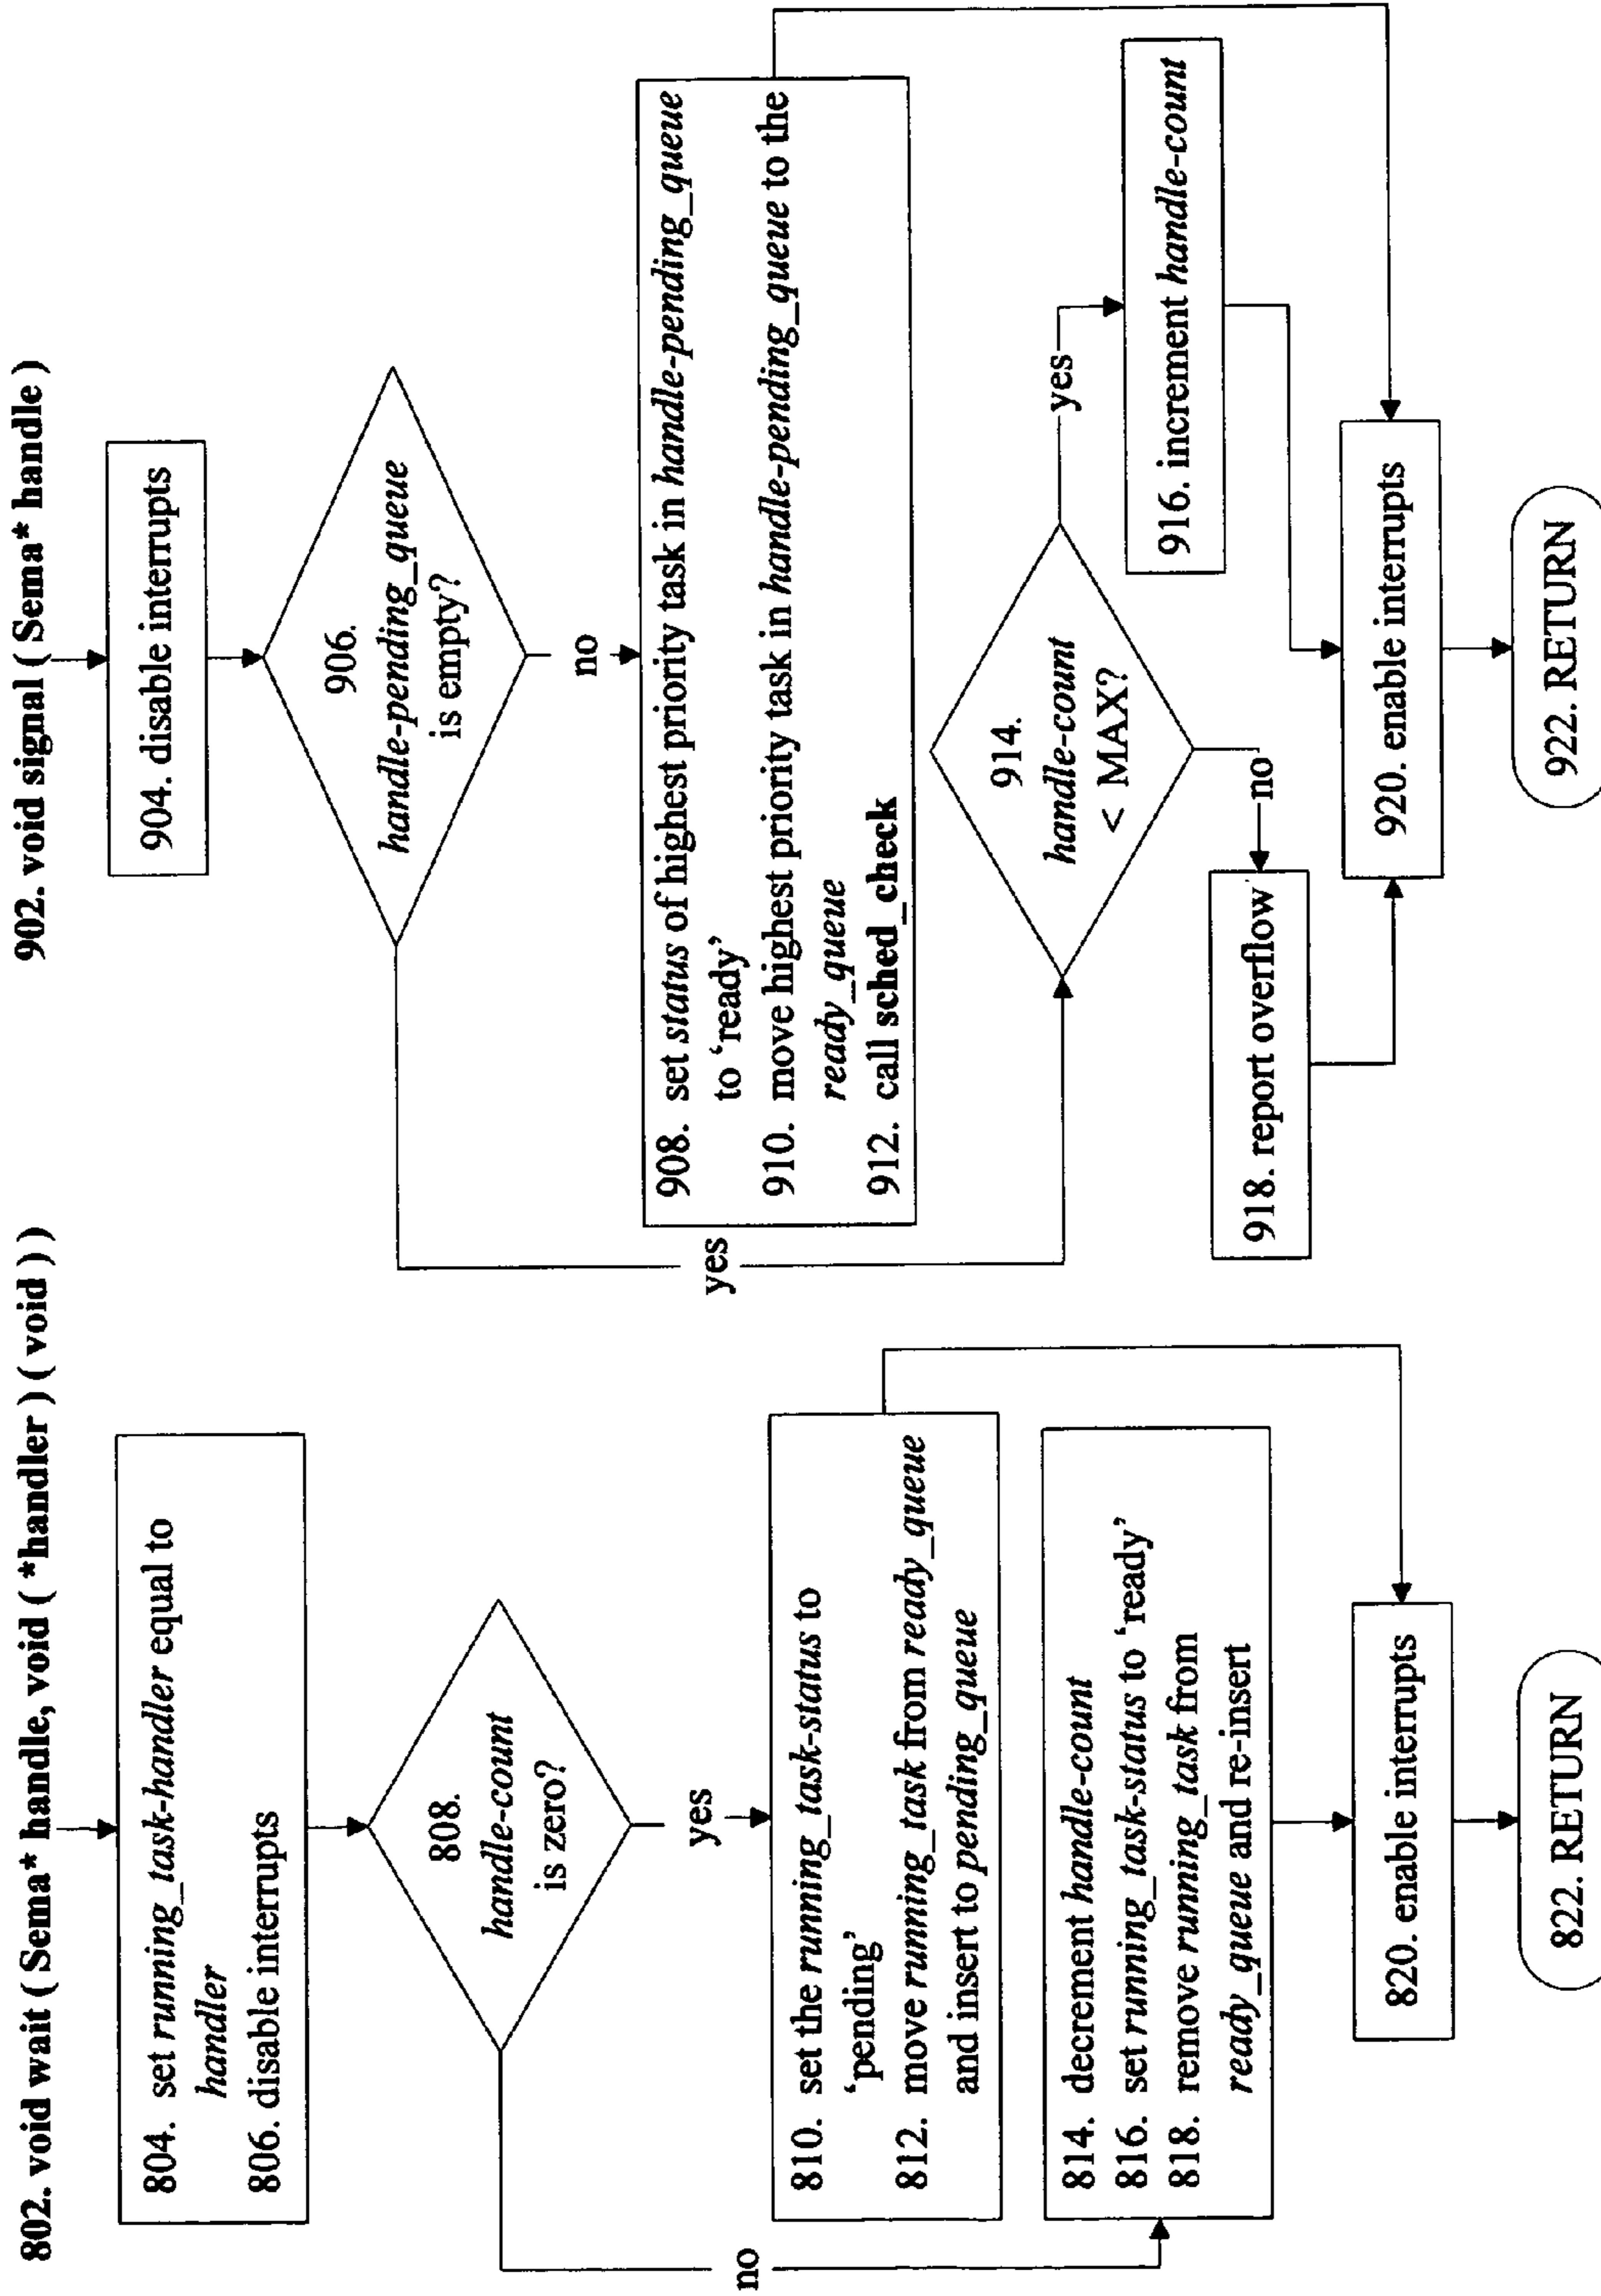 802. void wait ( Sema* handle, void ( *handler ) ( void ) )
804. set running_task-handler equal to
handler
806. disable interrupts
808.
handle-count
is zero?
yes
no
810. set the running_task-status to
‘pending’
812. move running_task from ready_queue
and insert to pending_queue
814. decrement handle-count
816. set running_task-status to ‘ready’
818. remove running_task from
ready_queue and re-insert
820. enable interrupts
822. RETURN
902. void signal ( Sema* handle )
904. disable interrupts
906.
handle-pending_queue
is empty?
no
yes
908. set status of highest priority task in handle-pending_queue
to ‘ready’
910. move highest priority task in handle-pending_queue to the
ready_queue
912. call sched_check
914.
handle-count
< MAX?
yes
no
916. increment handle-count
918. report overflow
920. enable interrupts
922. RETURN